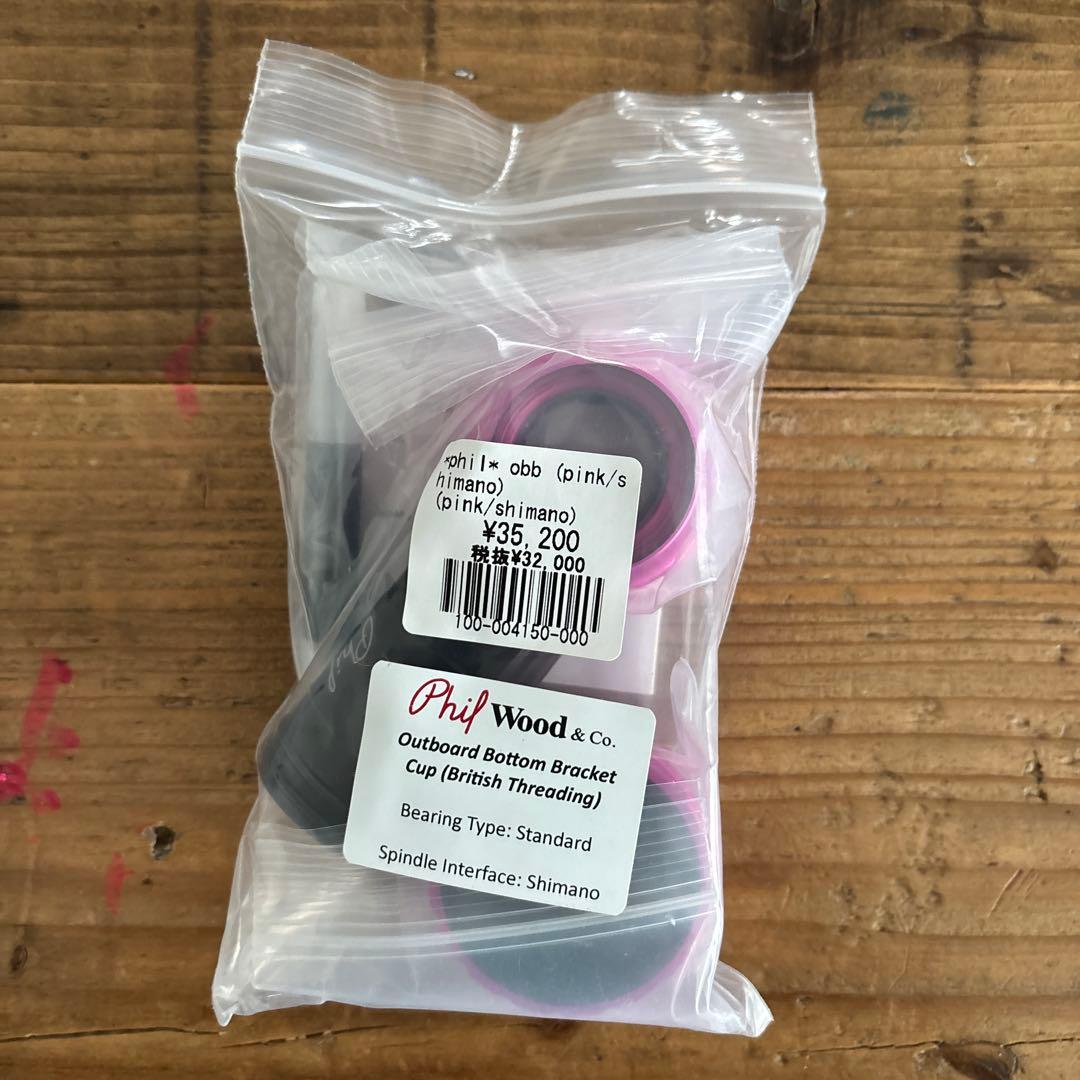 *phil* obb (pink/s
himano)
(pink/shimano)
¥35,200
税抜¥32,000
100-004150-000
Phil
Phil Wood & Co.
Outboard Bottom Bracket
Cup (British Threading)
Bearing Type: Standard
Spindle Interface: Shimano